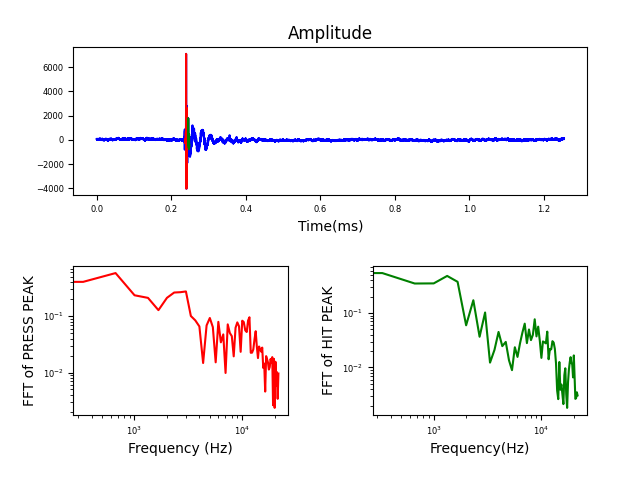 Amplitude
6000
4000
2000
0
−2000
−4000
0.0 0.2 0.4 0.6 0.8 1.0 1.2
Time(ms)
FFT of PRESS PEAK
10⁻¹
10⁻²
10³ 10⁴
Frequency (Hz)
FFT of HIT PEAK
10⁻¹
10⁻²
10³ 10⁴
Frequency(Hz)